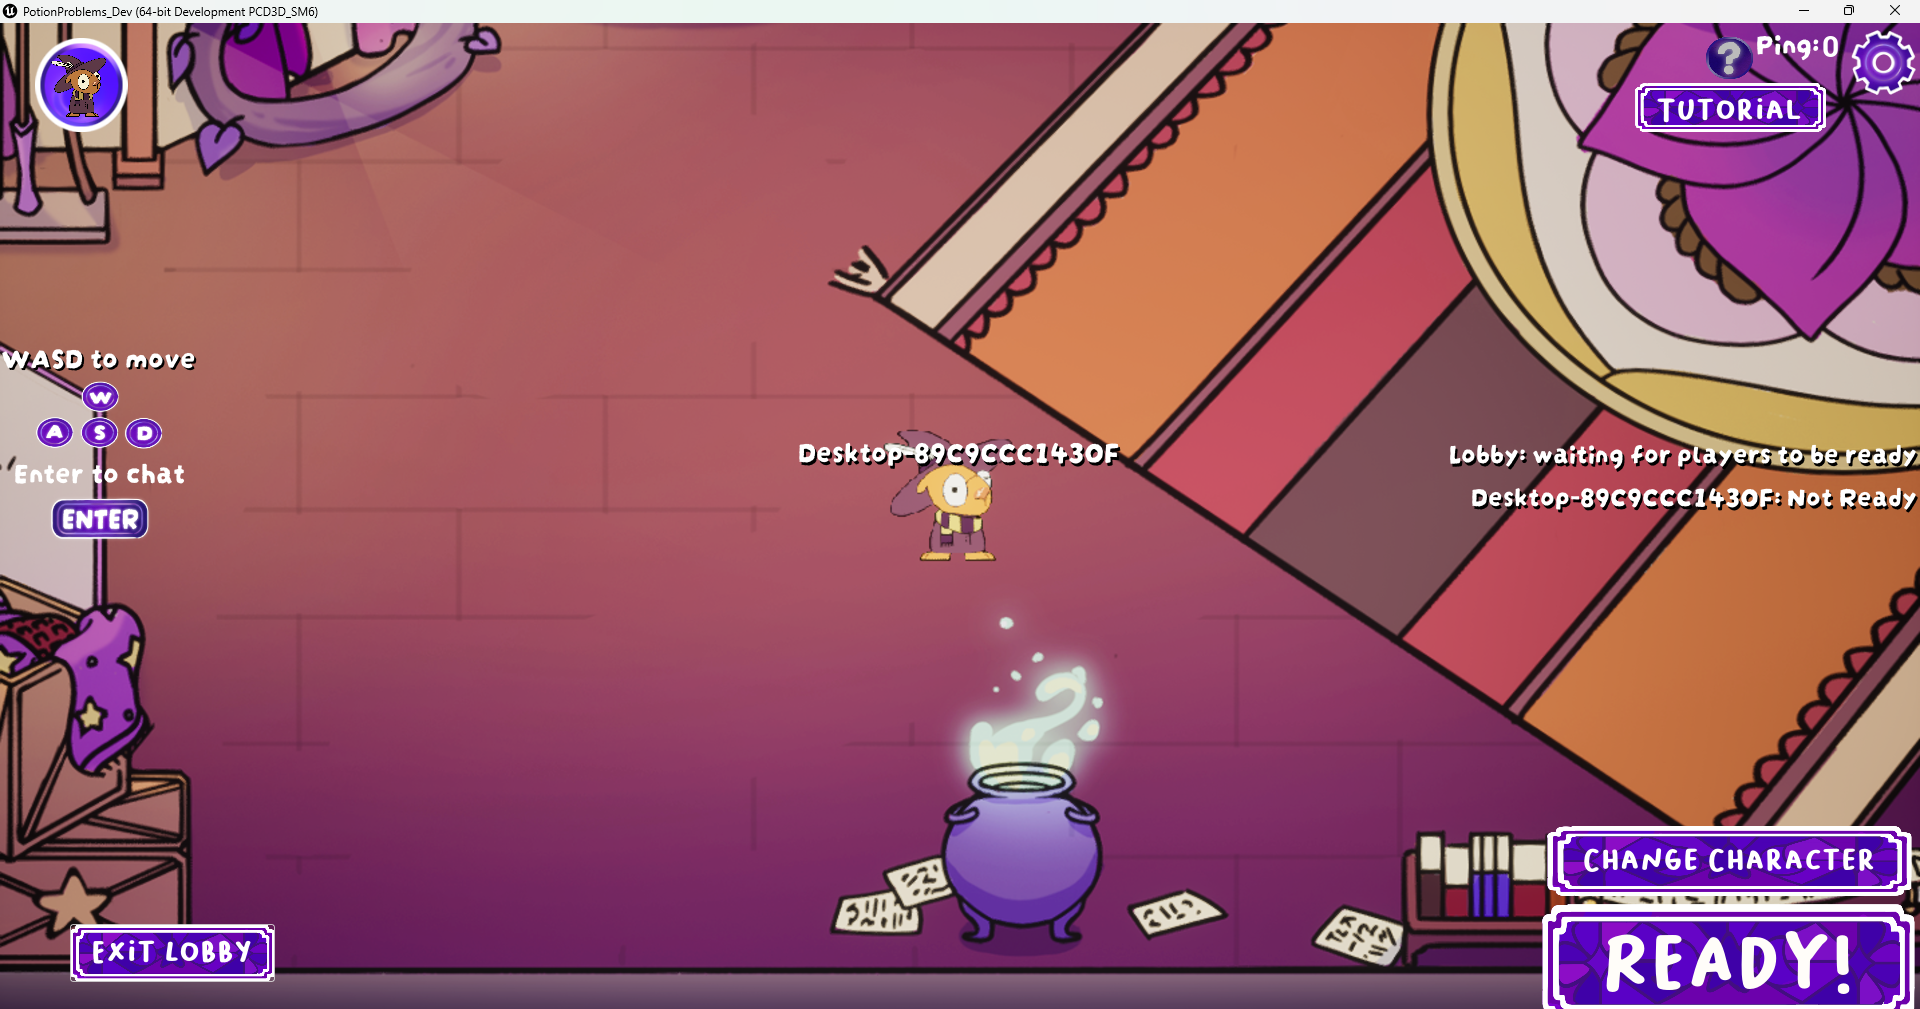 PotionProblems_Dev (64-bit Development PCD3D_SM6)
?
Ping:0
TUTORiAL
WASD to move
W
A S D
Enter to chat
ENTER
Desktop-89C9CCC1430F
Lobby: waiting for players to be ready
Desktop-89C9CCC1430F: Not Ready
CHANGE CHARACTER
EXiT LOBBY
READY!